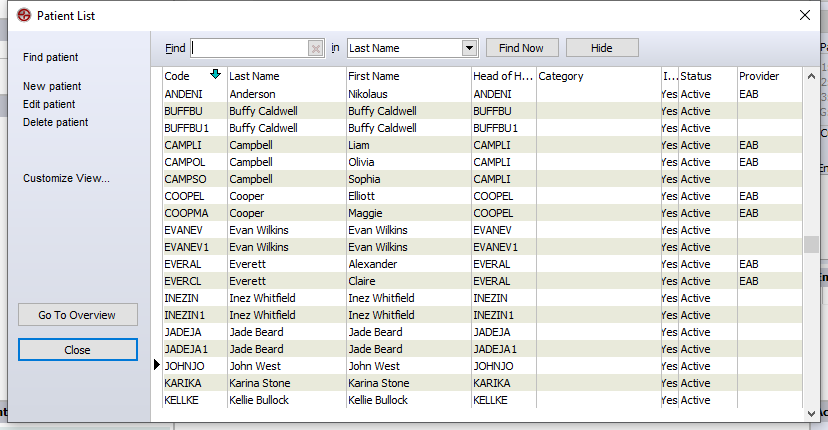 Patient List
Find patient
New patient
Edit patient
Delete patient
Customize View...
Go To Overview
Close
Find in Last Name Find Now Hide
Code Last Name First Name Head of H... Category I... Status Provider
ANDENI Anderson Nikolaus ANDENI Yes Active EAB
BUFFBU Buffy Caldwell Buffy Caldwell BUFFBU Yes Active
BUFFBU1 Buffy Caldwell Buffy Caldwell BUFFBU1 Yes Active
CAMPLI Campbell Liam CAMPLI Yes Active EAB
CAMPOL Campbell Olivia CAMPLI Yes Active EAB
CAMPSO Campbell Sophia CAMPLI Yes Active
COOPEL Cooper Elliott COOPEL Yes Active EAB
COOPMA Cooper Maggie COOPEL Yes Active EAB
EVANEV Evan Wilkins Evan Wilkins EVANEV Yes Active
EVANEV1 Evan Wilkins Evan Wilkins EVANEV1 Yes Active
EVERAL Everett Alexander EVERAL Yes Active EAB
EVERCL Everett Claire EVERAL Yes Active EAB
INEZIN Inez Whitfield Inez Whitfield INEZIN Yes Active
INEZIN1 Inez Whitfield Inez Whitfield INEZIN1 Yes Active
JADEJA Jade Beard Jade Beard JADEJA Yes Active
JADEJA1 Jade Beard Jade Beard JADEJA1 Yes Active
JOHNJO John West John West JOHNJO Yes Active
KARIKA Karina Stone Karina Stone KARIKA Yes Active
KELLKE Kellie Bullock Kellie Bullock KELLKE Yes Active